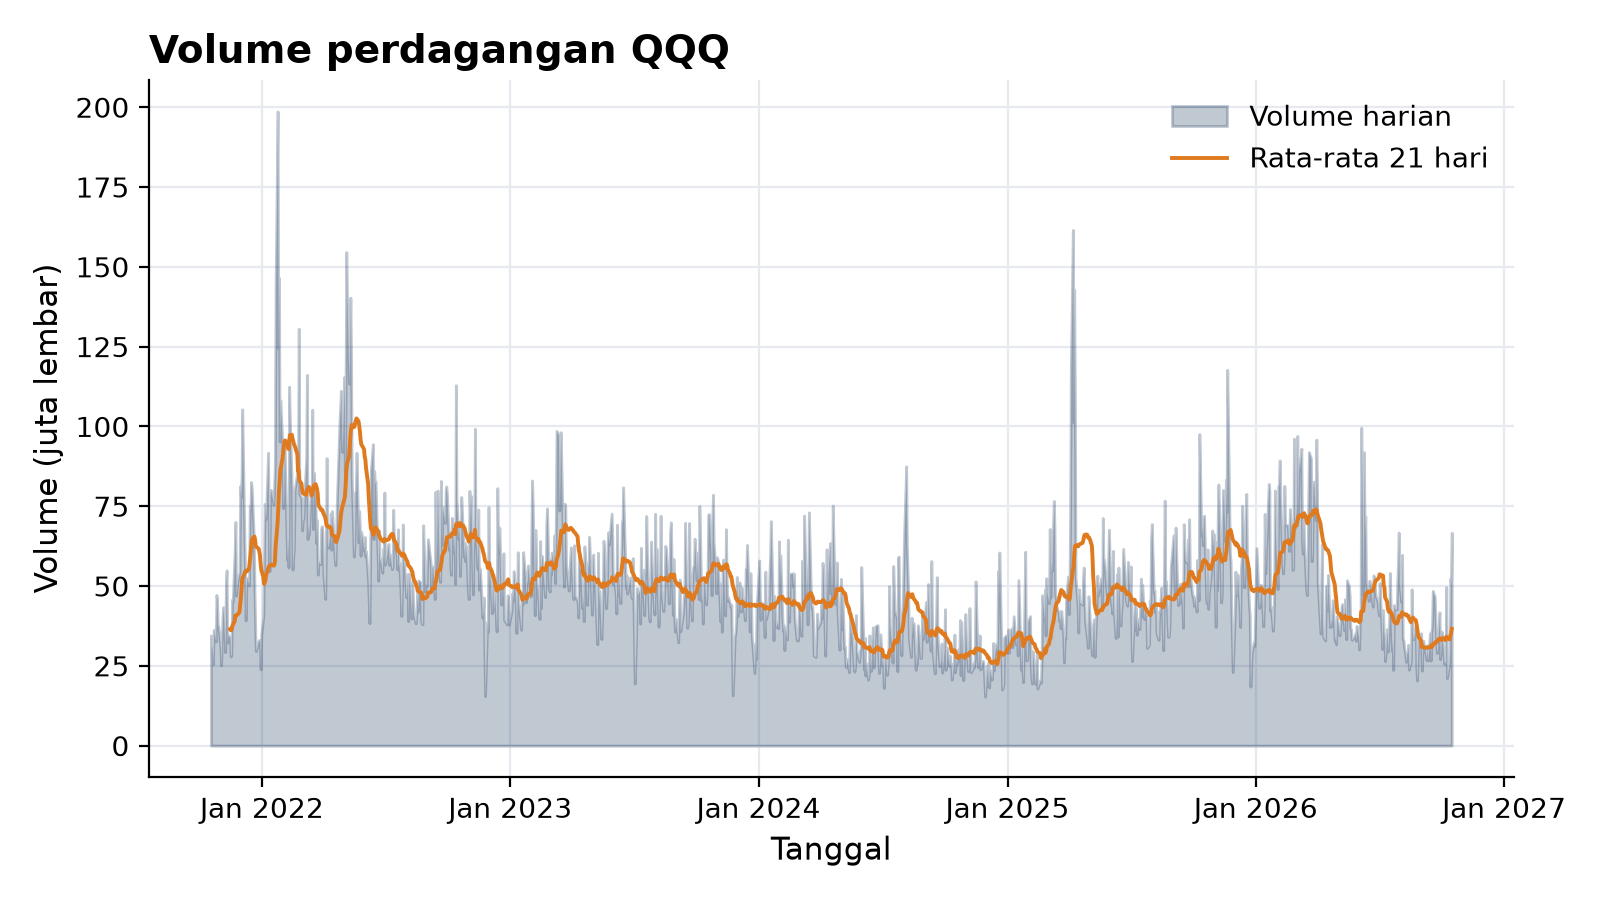 Volume perdagangan QQQ
Volume harian
Rata-rata 21 hari
Volume (juta lembar)
200
175
150
125
100
75
50
25
0
Jan 2022
Jan 2023
Jan 2024
Jan 2025
Jan 2026
Jan 2027
Tanggal